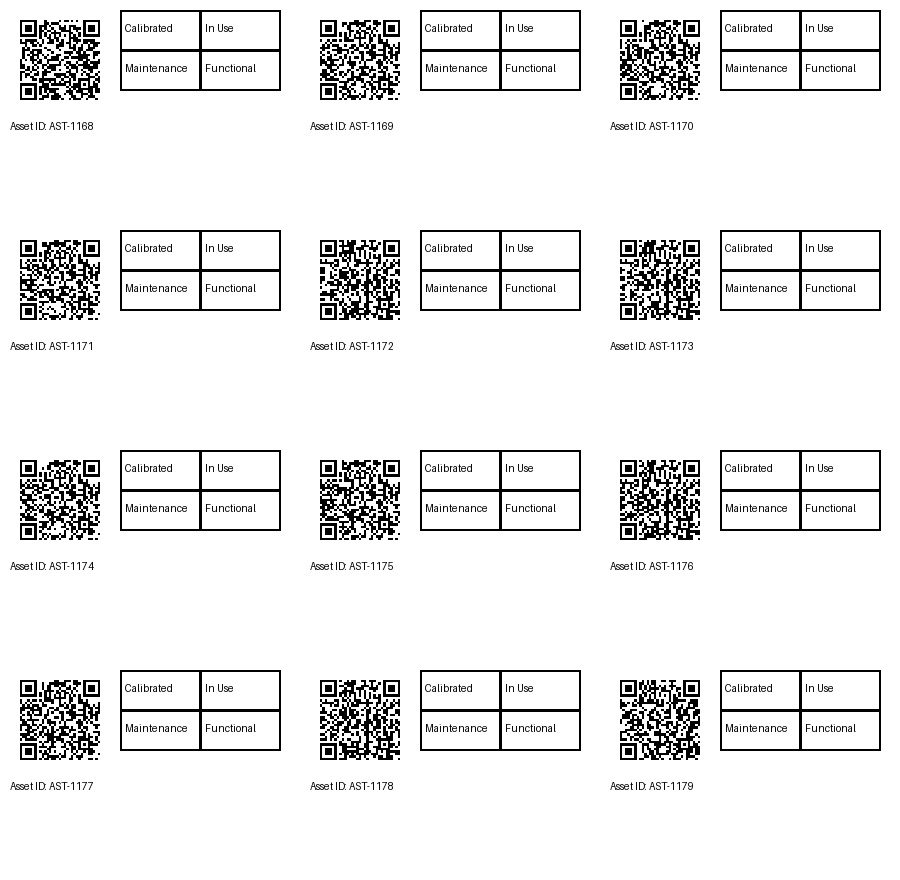 Calibrated In Use
Maintenance Functional
Asset ID: AST-1168
Calibrated In Use
Maintenance Functional
Asset ID: AST-1169
Calibrated In Use
Maintenance Functional
Asset ID: AST-1170
Calibrated In Use
Maintenance Functional
Asset ID: AST-1171
Calibrated In Use
Maintenance Functional
Asset ID: AST-1172
Calibrated In Use
Maintenance Functional
Asset ID: AST-1173
Calibrated In Use
Maintenance Functional
Asset ID: AST-1174
Calibrated In Use
Maintenance Functional
Asset ID: AST-1175
Calibrated In Use
Maintenance Functional
Asset ID: AST-1176
Calibrated In Use
Maintenance Functional
Asset ID: AST-1177
Calibrated In Use
Maintenance Functional
Asset ID: AST-1178
Calibrated In Use
Maintenance Functional
Asset ID: AST-1179